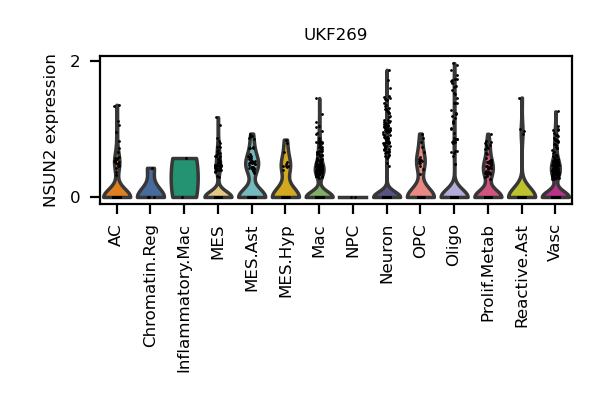 UKF269
NSUN2 expression
2
0
AC
Chromatin.Reg
Inflammatory.Mac
MES
MES.Ast
MES.Hyp
Mac
NPC
Neuron
OPC
Oligo
Prolif.Metab
Reactive.Ast
Vasc